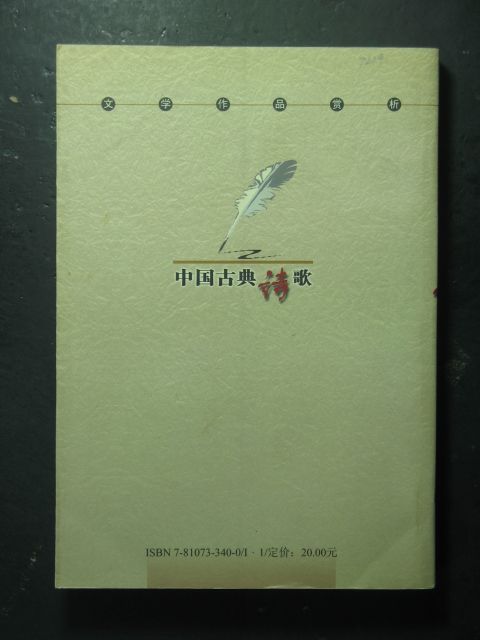 文学作品赏析
中国古典诗歌
ISBN 7-81073-340-0/I · 1/定价：20.00元